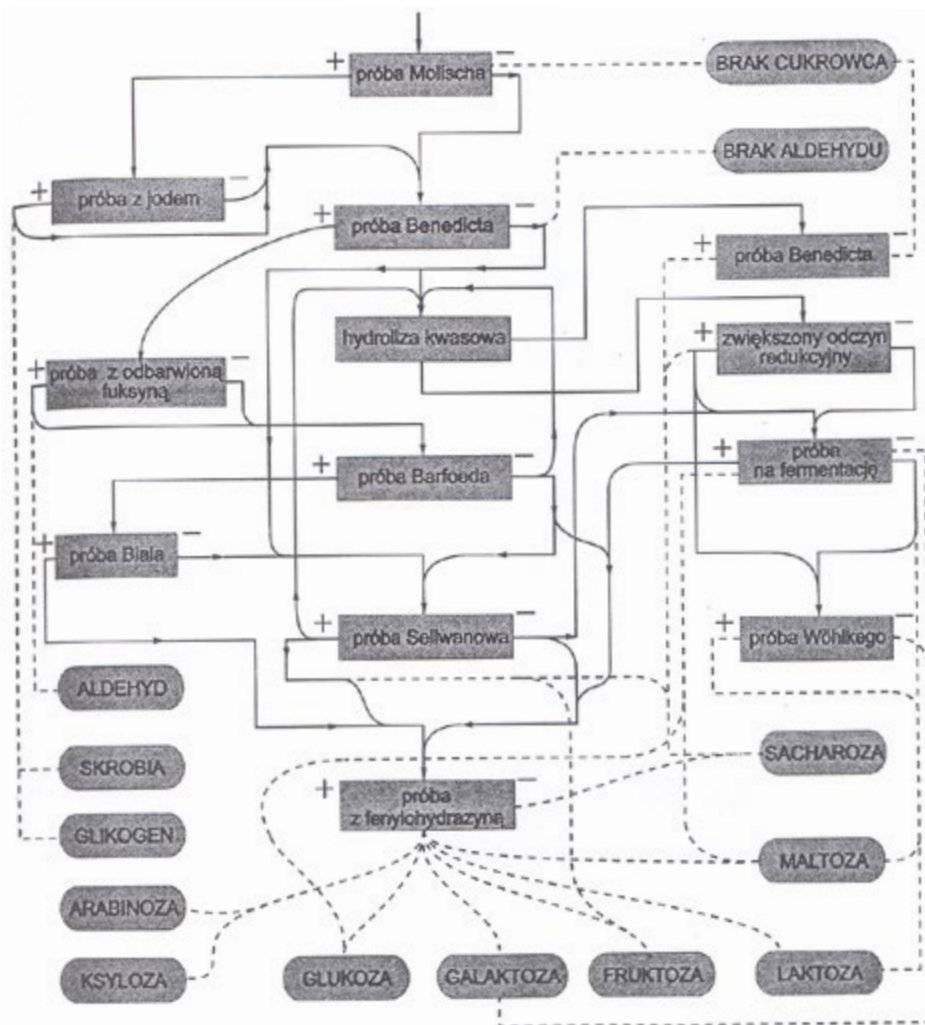 + próba Molischa −
BRAK CUKROWCA
BRAK ALDEHYDU
+ próba z jodem −
+ próba Benedicta −
+ próba Benedicta −
hydroliza kwasowa
+ zwiększony odczyn −
redukcyjny
+ próba z odbarwioną −
fuksyną
+ próba −
na fermentację
+ próba Barfoeda −
+ próba Biala −
+ próba Seliwanowa −
+ próba Wöhlkego −
ALDEHYD
SKROBIA
SACHAROZA
+ próba −
z fenylohydrazyną
GLIKOGEN
MALTOZA
ARABINOZA
KSYLOZA
GLUKOZA
GALAKTOZA
FRUKTOZA
LAKTOZA